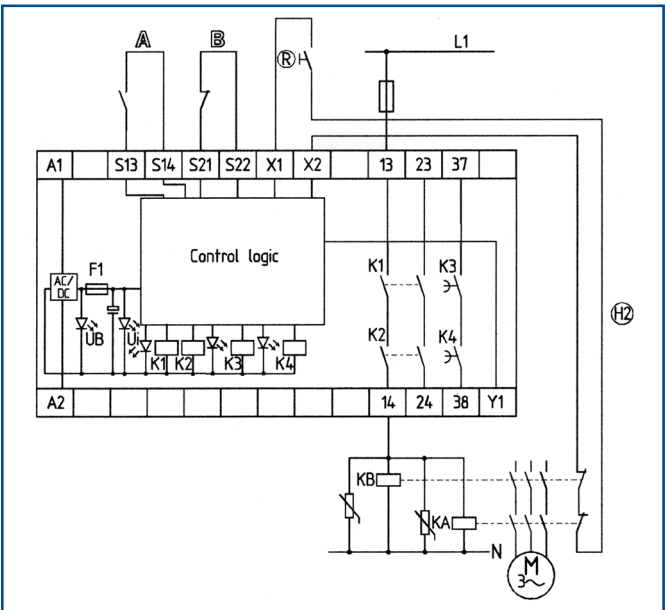 A B
R
L1
A1 S13 S14 S21 S22 X1 X2 13 23 37
Control logic
F1
AC/
DC
K1 K3
H2
UB Ui
K1 K2 K3 K4
K2 K4
A2 14 24 38 Y1
KB
KA
N
M
3~